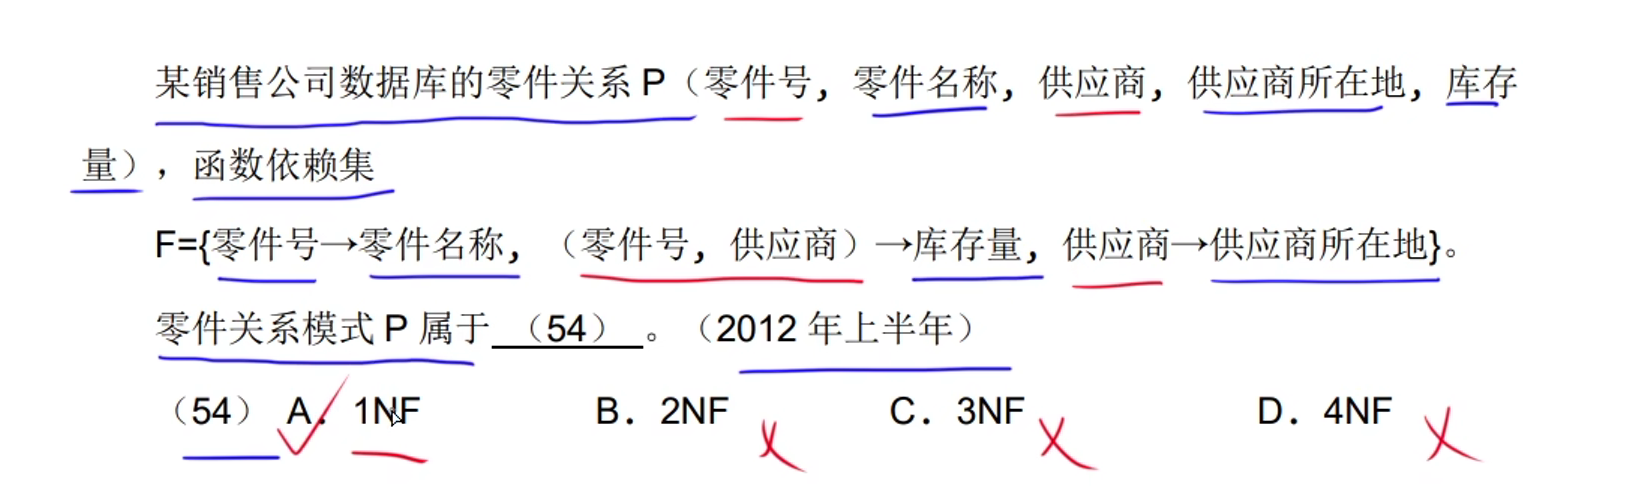 某销售公司数据库的零件关系 P（零件号，零件名称，供应商，供应商所在地，库存
量），函数依赖集
F={零件号→零件名称，（零件号，供应商）→库存量，供应商→供应商所在地}。
零件关系模式 P 属于 （54） 。（2012 年上半年）
（54） A. 1NF B. 2NF C. 3NF D. 4NF